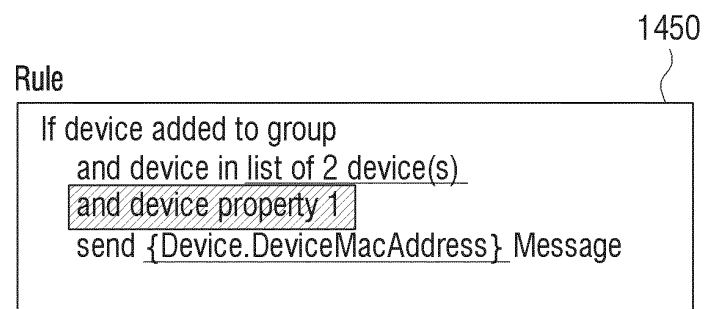 1450
Rule
If device added to group
and device in list of 2 device(s)
and device property 1
send {Device.DeviceMacAddress} Message